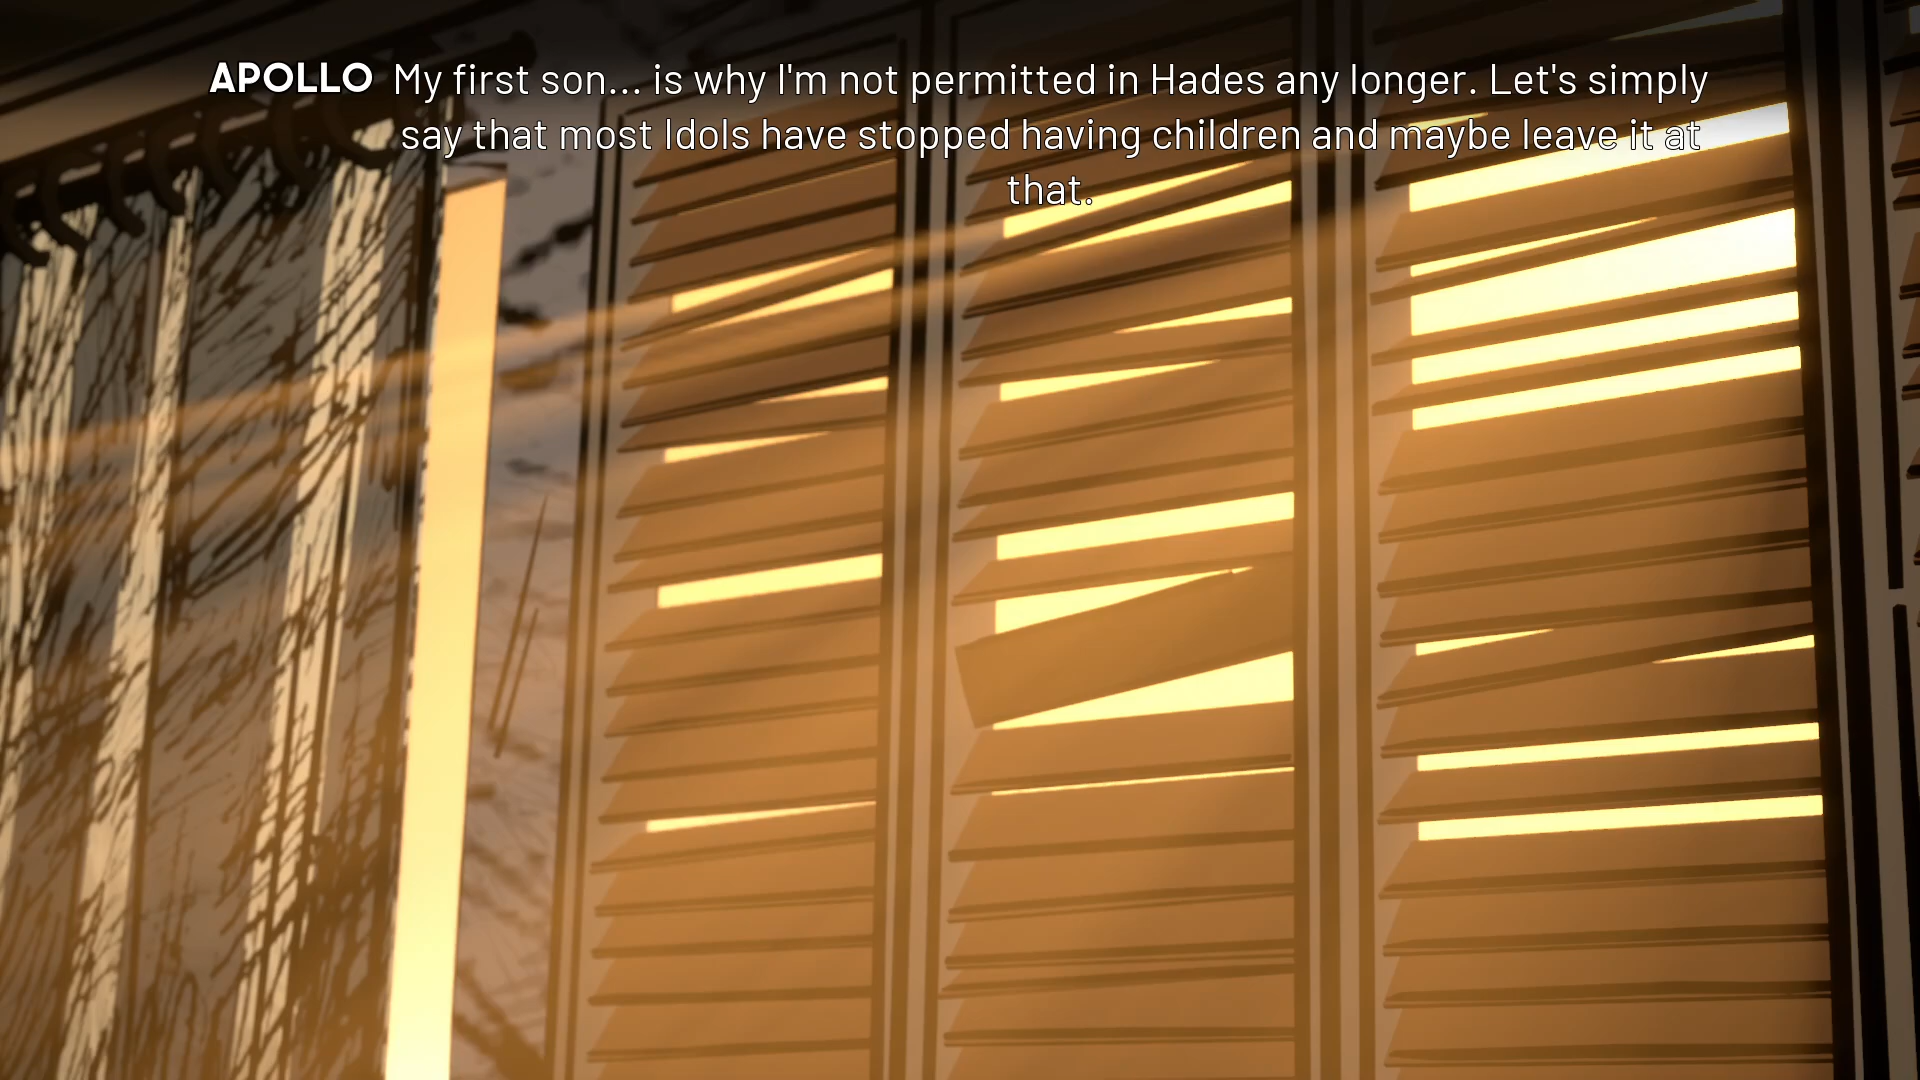 APOLLO My first son... is why I'm not permitted in Hades any longer. Let's simply
say that most Idols have stopped having children and maybe leave it at
that.